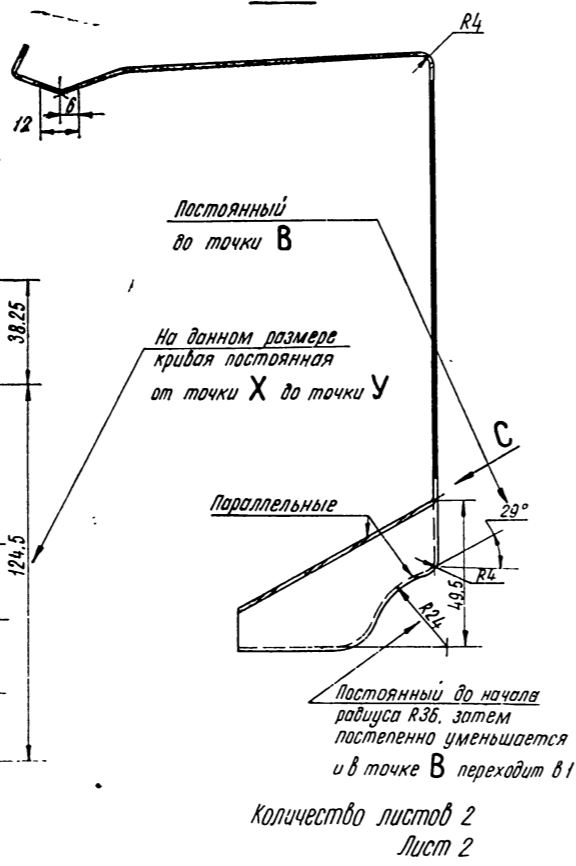 R4
6
12
Постоянный
до точки В
38.25
На данном размере
кривая постоянная
от точки Х до точки У
С
Параллельные
29°
124.5
R4
49.5
R24
Постоянный до начала
радиуса R36, затем
постепенно уменьшается
и в точке В переходит в 1
Количество листов 2
Лист 2